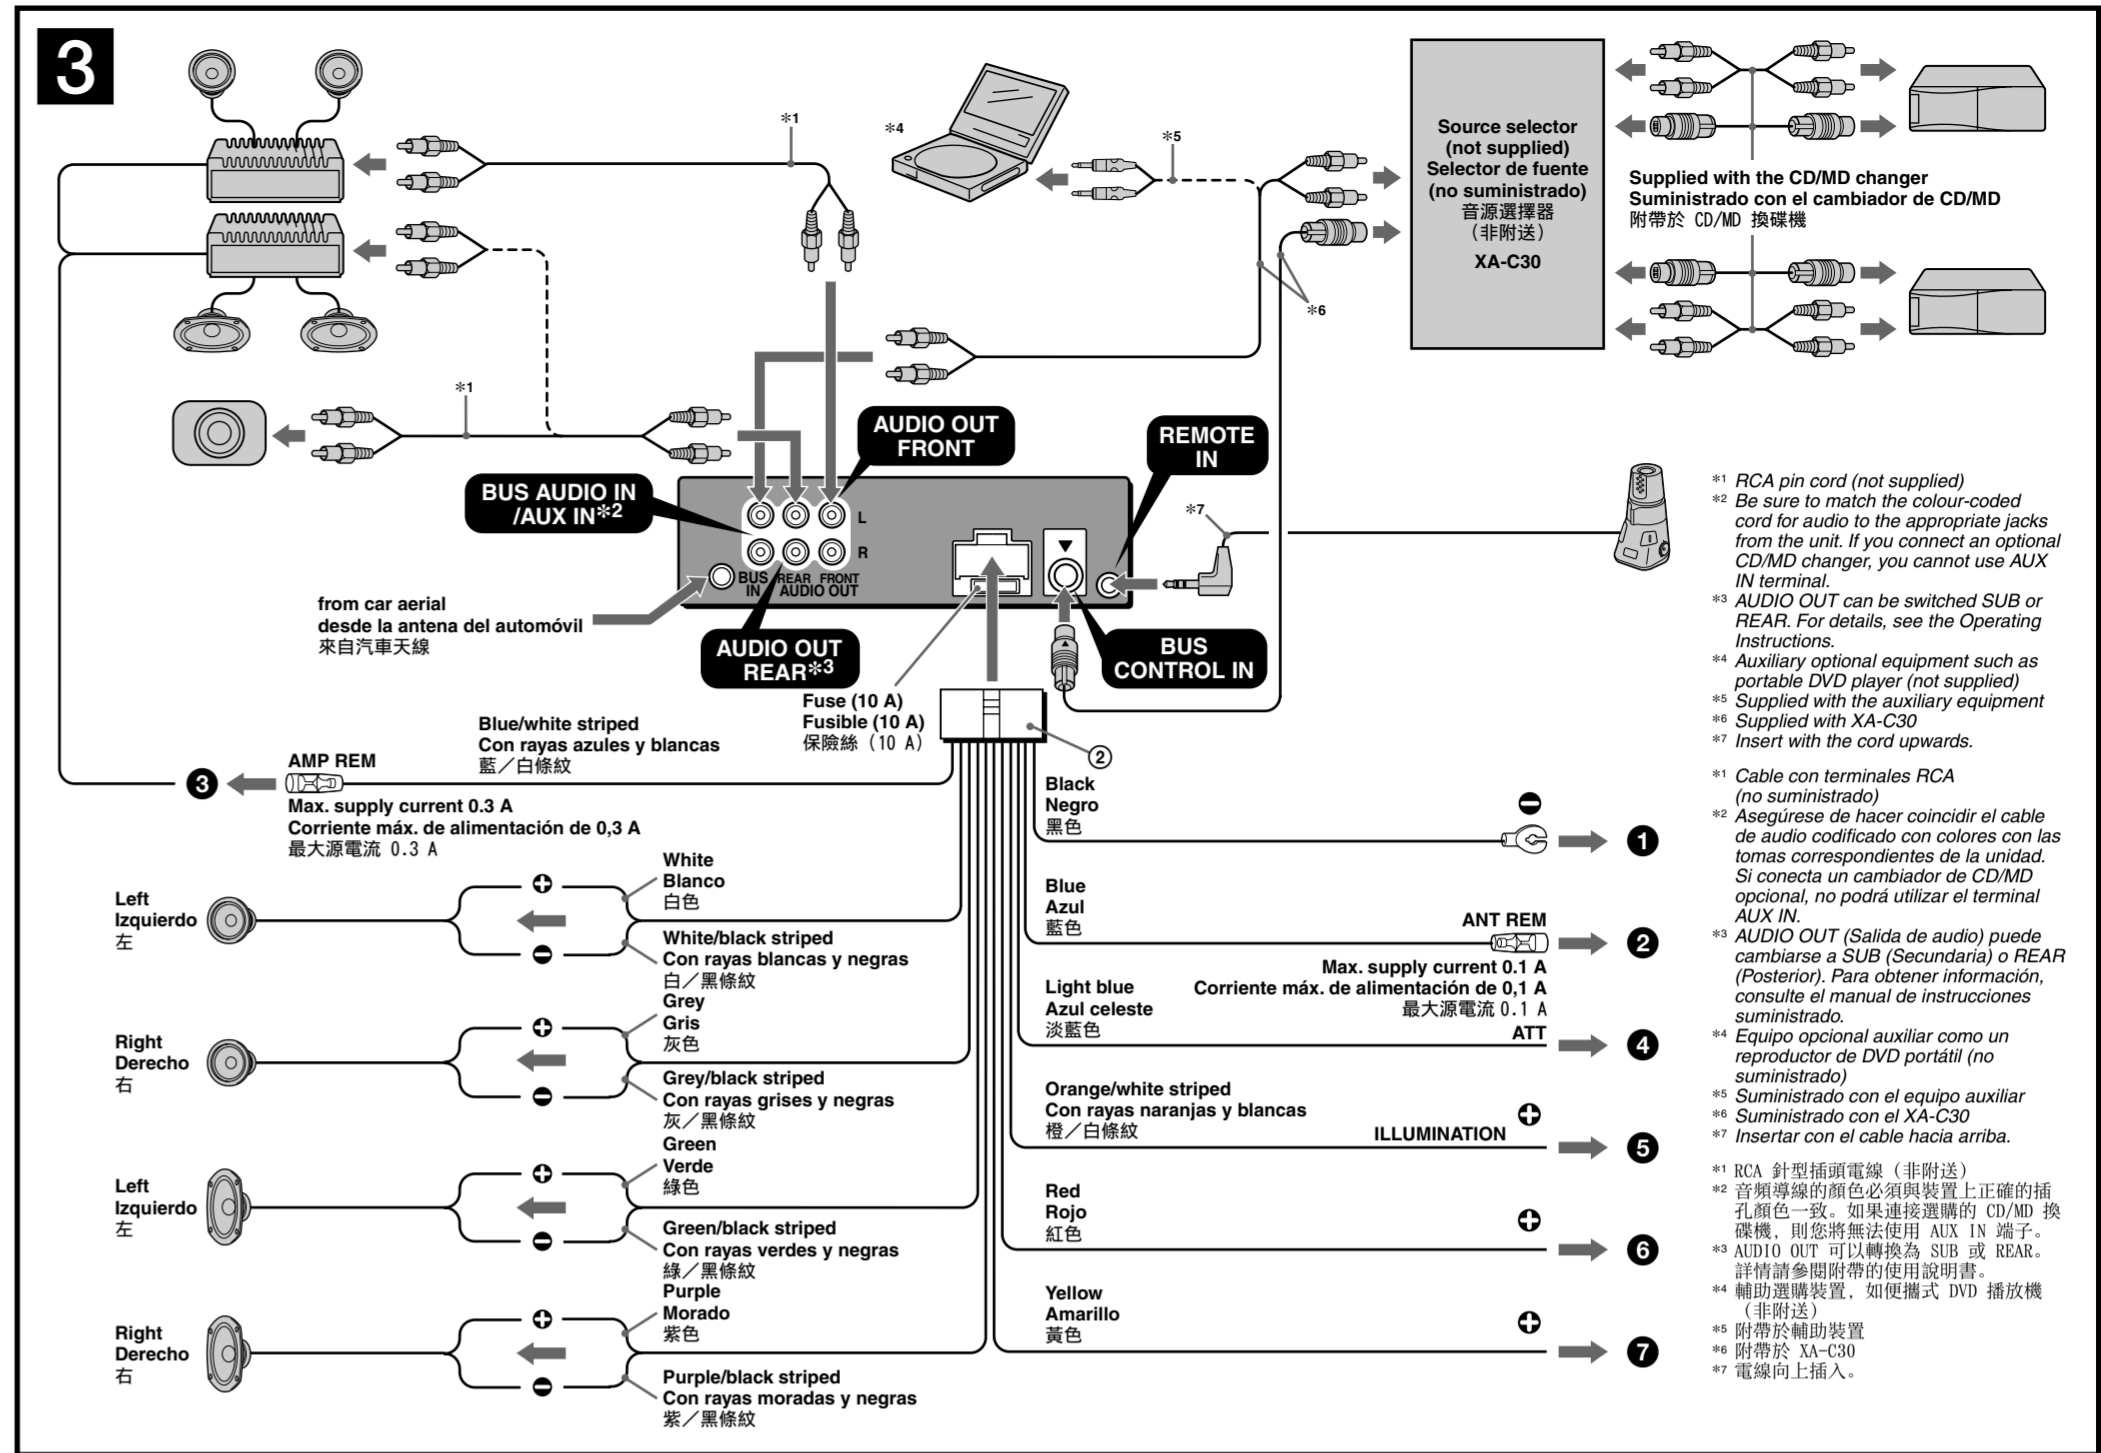 3
*1
*4
*5
Source selector
(not supplied)
Selector de fuente
(no suministrado)
音源選擇器
（非附送）
XA-C30
Supplied with the CD/MD changer
Suministrado con el cambiador de CD/MD
附帶於 CD/MD 換碟機
*6
*1
AUDIO OUT
FRONT
REMOTE
IN
BUS AUDIO IN
/AUX IN*2
*7
L
R
BUS
IN
REAR
FRONT
AUDIO OUT
from car aerial
desde la antena del automóvil
來自汽車天線
AUDIO OUT
REAR*3
BUS
CONTROL IN
Fuse (10 A)
Fusible (10 A)
保險絲（10 A）
②
Blue/white striped
Con rayas azules y blancas
藍／白條紋
AMP REM
❸
Max. supply current 0.3 A
Corriente máx. de alimentación de 0,3 A
最大源電流 0.3 A
Left
Izquierdo
左
+
−
White
Blanco
白色
White/black striped
Con rayas blancas y negras
白／黑條紋
Right
Derecho
右
+
−
Grey
Gris
灰色
Grey/black striped
Con rayas grises y negras
灰／黑條紋
Left
Izquierdo
左
+
−
Green
Verde
綠色
Green/black striped
Con rayas verdes y negras
綠／黑條紋
Right
Derecho
右
+
−
Purple
Morado
紫色
Purple/black striped
Con rayas moradas y negras
紫／黑條紋
Black
Negro
黑色
−
❶
Blue
Azul
藍色
ANT REM
❷
Max. supply current 0.1 A
Corriente máx. de alimentación de 0,1 A
最大源電流 0.1 A
Light blue
Azul celeste
淡藍色
ATT
❹
Orange/white striped
Con rayas naranjas y blancas
橙／白條紋
ILLUMINATION
+
❺
Red
Rojo
紅色
+
❻
Yellow
Amarillo
黃色
+
❼
*1 RCA pin cord (not supplied)
*2 Be sure to match the colour-coded
cord for audio to the appropriate jacks
from the unit. If you connect an optional
CD/MD changer, you cannot use AUX
IN terminal.
*3 AUDIO OUT can be switched SUB or
REAR. For details, see the Operating
Instructions.
*4 Auxiliary optional equipment such as
portable DVD player (not supplied)
*5 Supplied with the auxiliary equipment
*6 Supplied with XA-C30
*7 Insert with the cord upwards.
*1 Cable con terminales RCA
(no suministrado)
*2 Asegúrese de hacer coincidir el cable
de audio codificado con colores con las
tomas correspondientes de la unidad.
Si conecta un cambiador de CD/MD
opcional, no podrá utilizar el terminal
AUX IN.
*3 AUDIO OUT (Salida de audio) puede
cambiarse a SUB (Secundaria) o REAR
(Posterior). Para obtener información,
consulte el manual de instrucciones
suministrado.
*4 Equipo opcional auxiliar como un
reproductor de DVD portátil (no
suministrado)
*5 Suministrado con el equipo auxiliar
*6 Suministrado con el XA-C30
*7 Insertar con el cable hacia arriba.
*1 RCA 針型插頭電線（非附送）
*2 音頻導線的顏色必須與裝置上正確的插
孔顏色一致。如果連接選購的 CD/MD 換
碟機，則您將無法使用 AUX IN 端子。
*3 AUDIO OUT 可以轉換為 SUB 或 REAR。
詳情請參閱附帶的使用說明書。
*4 輔助選購裝置，如便攜式 DVD 播放機
（非附送）
*5 附帶於輔助裝置
*6 附帶於 XA-C30
*7 電線向上插入。